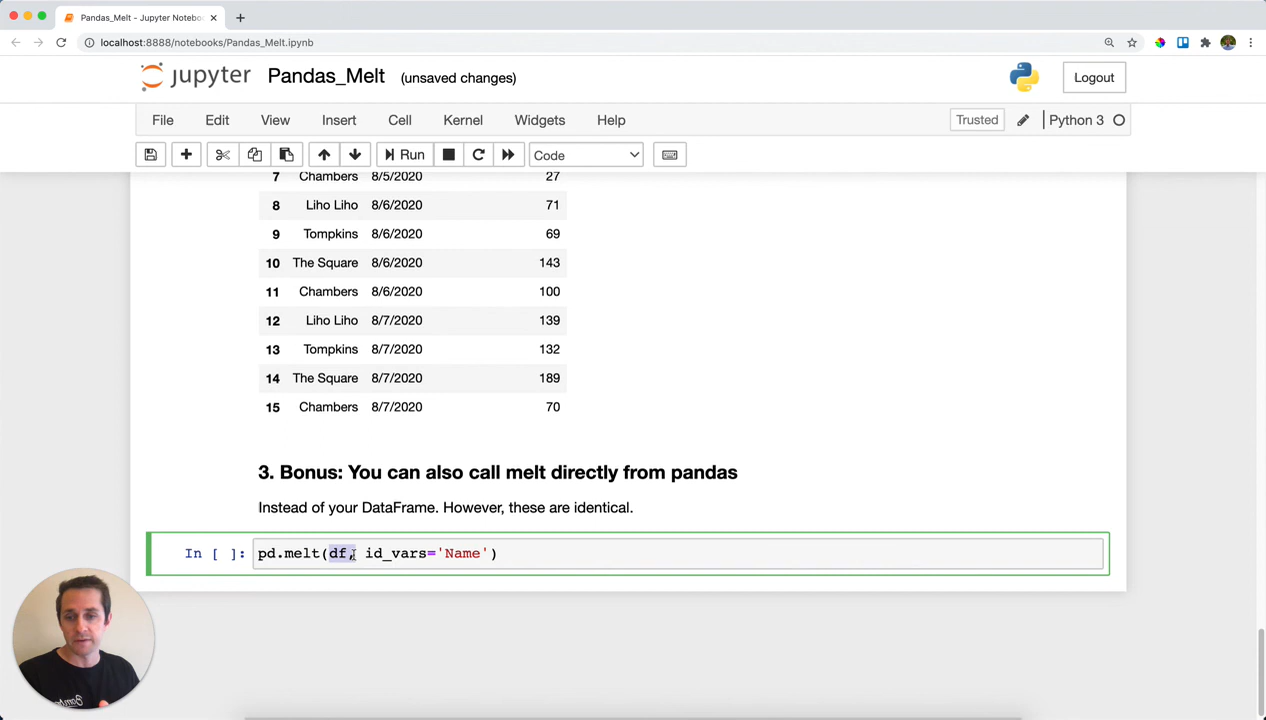 Pandas_Melt - Jupyter Notebo
localhost:8888/notebooks/Pandas_Melt.ipynb
jupyter Pandas_Melt (unsaved changes) Logout
File Edit View Insert Cell Kernel Widgets Help Trusted Python 3
Run Code
7 Chambers 8/5/2020 27
8 Liho Liho 8/6/2020 71
9 Tompkins 8/6/2020 69
10 The Square 8/6/2020 143
11 Chambers 8/6/2020 100
12 Liho Liho 8/7/2020 139
13 Tompkins 8/7/2020 132
14 The Square 8/7/2020 189
15 Chambers 8/7/2020 70
3. Bonus: You can also call melt directly from pandas
Instead of your DataFrame. However, these are identical.
In [ ]: pd.melt(df, id_vars='Name')